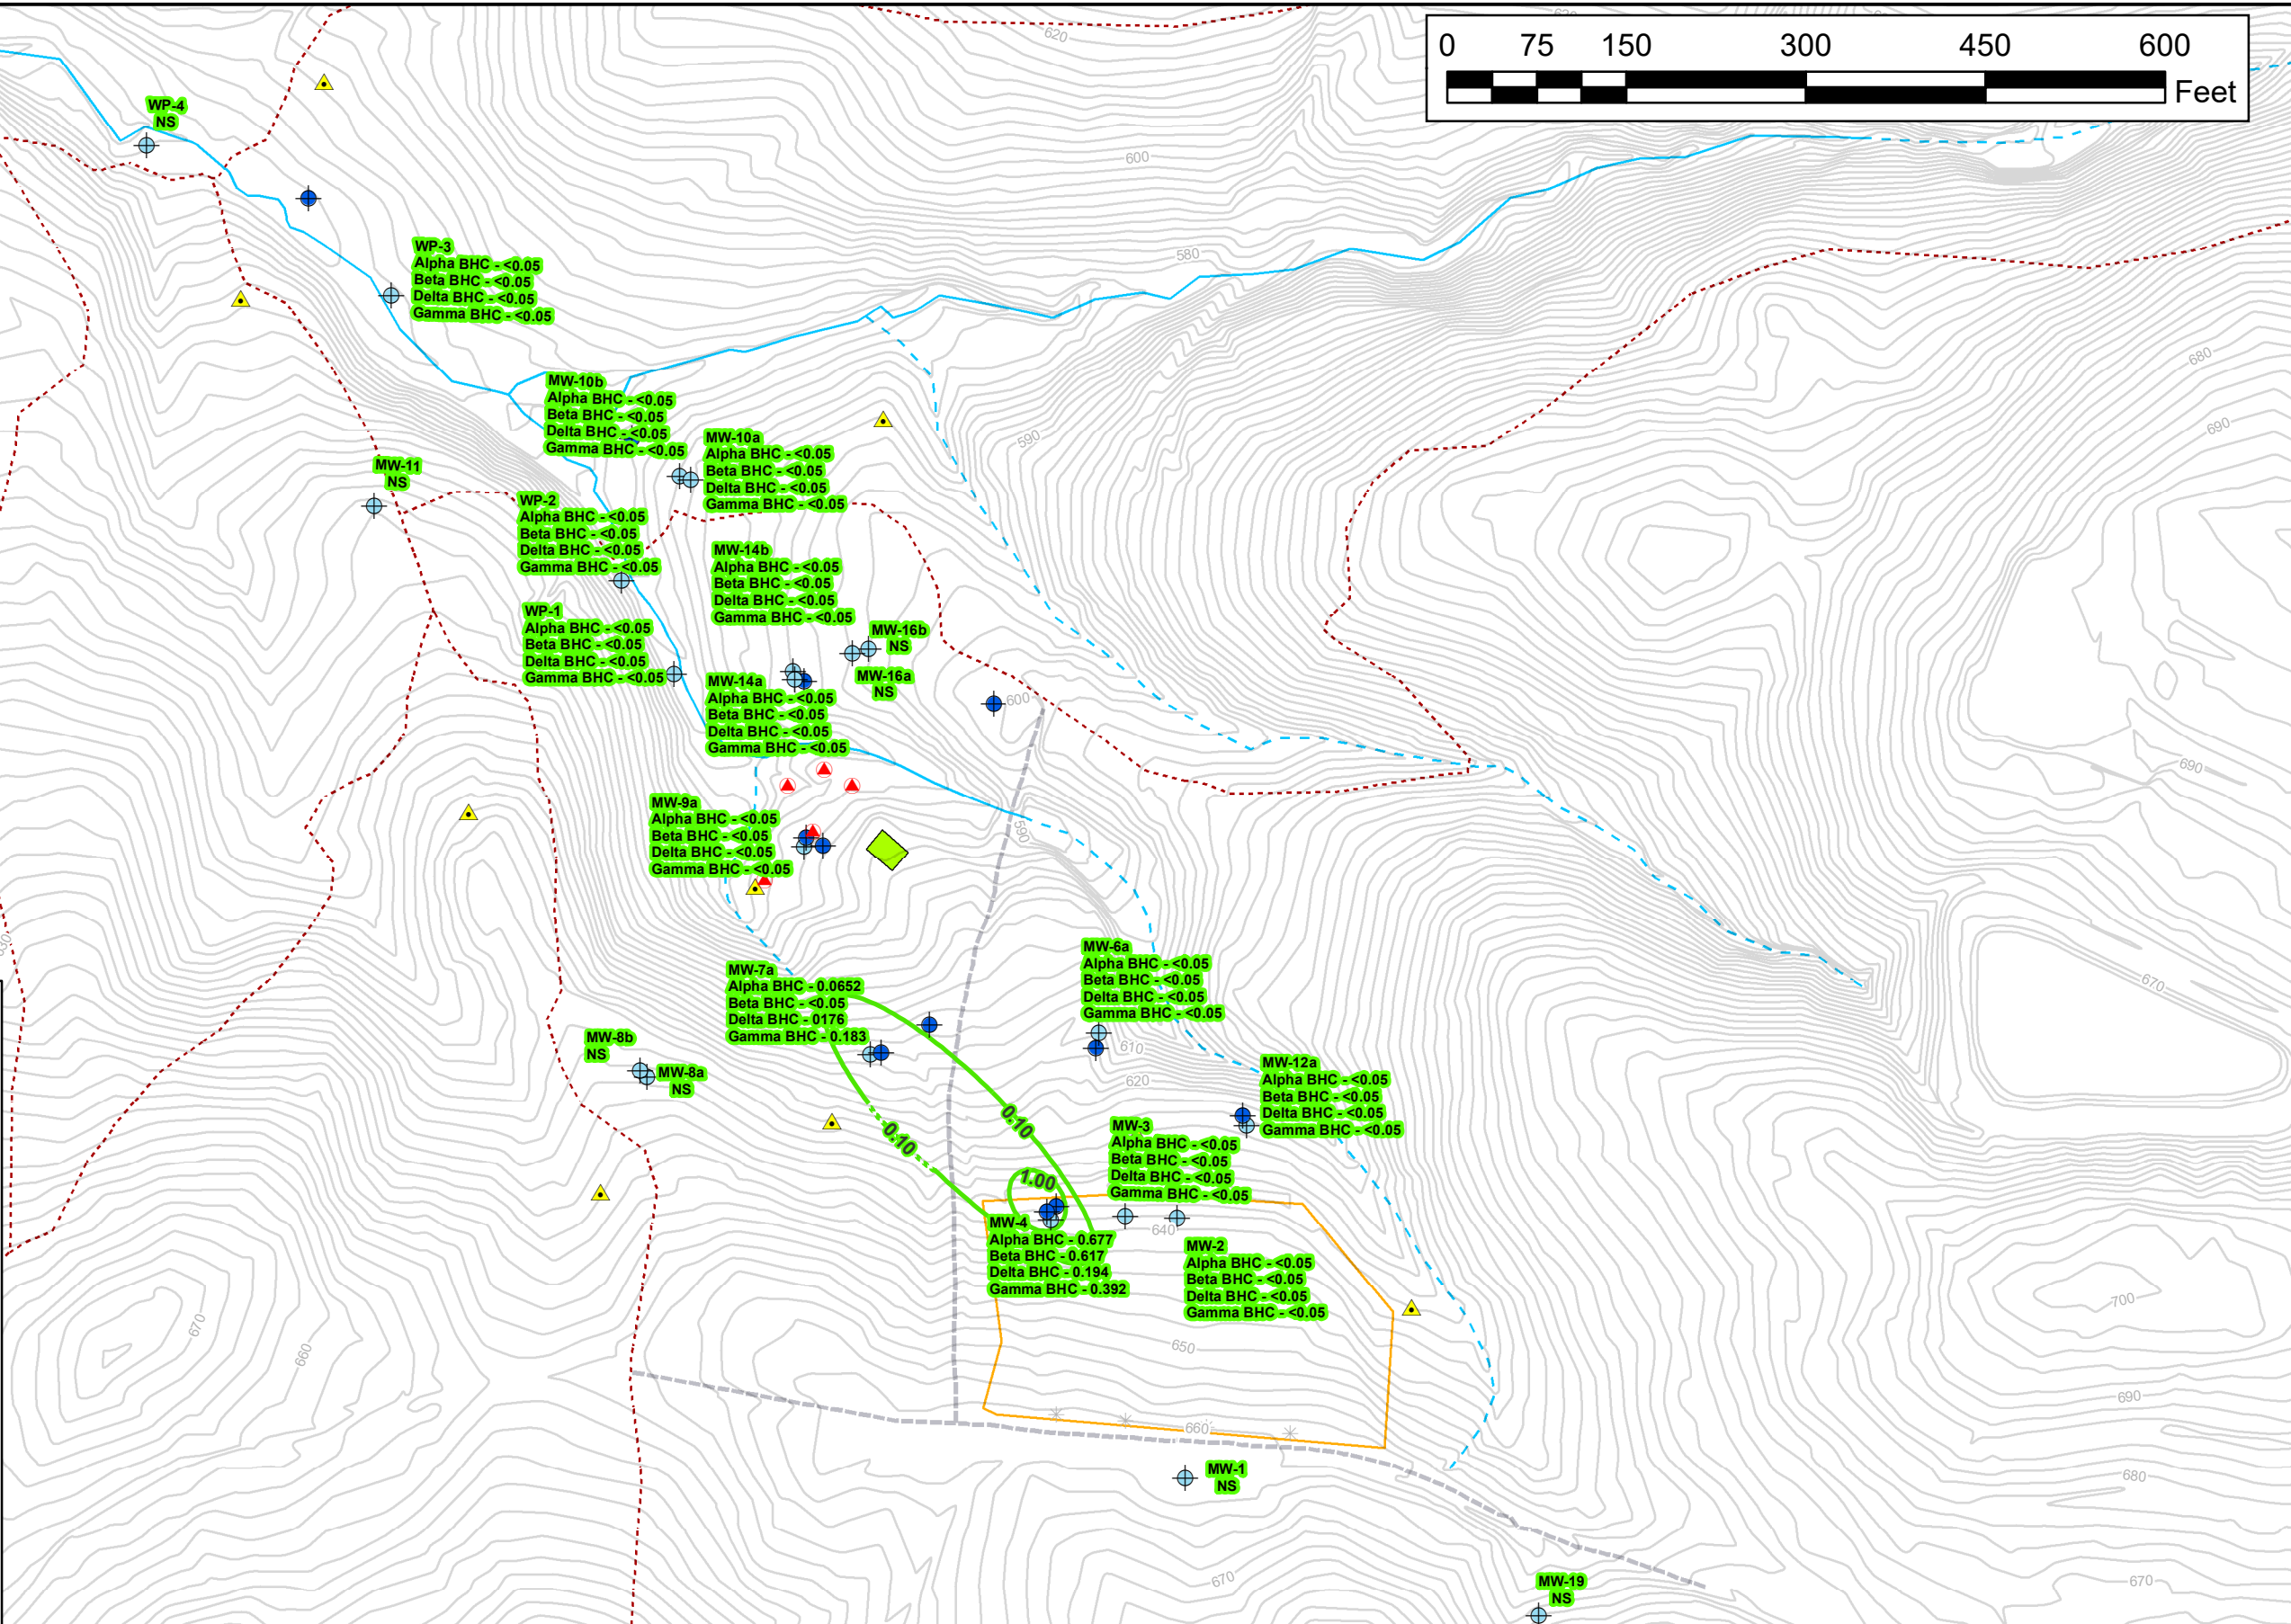 0 75 150 300 450 600
Feet
620
600
580
WP-4
NS
WP-3
Alpha BHC - <0.05
Beta BHC - <0.05
Delta BHC - <0.05
Gamma BHC - <0.05
680
690
590
MW-10b
Alpha BHC - <0.05
Beta BHC - <0.05
Delta BHC - <0.05
Gamma BHC - <0.05
MW-10a
Alpha BHC - <0.05
Beta BHC - <0.05
Delta BHC - <0.05
Gamma BHC - <0.05
MW-11
NS
WP-2
Alpha BHC - <0.05
Beta BHC - <0.05
Delta BHC - <0.05
Gamma BHC - <0.05
MW-14b
Alpha BHC - <0.05
Beta BHC - <0.05
Delta BHC - <0.05
Gamma BHC - <0.05
WP-1
Alpha BHC - <0.05
Beta BHC - <0.05
Delta BHC - <0.05
Gamma BHC - <0.05
MW-16b
NS
MW-16a
NS
MW-14a
Alpha BHC - <0.05
Beta BHC - <0.05
Delta BHC - <0.05
Gamma BHC - <0.05
600
690
590
MW-9a
Alpha BHC - <0.05
Beta BHC - <0.05
Delta BHC - <0.05
Gamma BHC - <0.05
MW-7a
Alpha BHC - 0.0652
Beta BHC - <0.05
Delta BHC - 0176
Gamma BHC - 0.183
MW-6a
Alpha BHC - <0.05
Beta BHC - <0.05
Delta BHC - <0.05
Gamma BHC - <0.05
670
610
620
MW-8b
NS
MW-8a
NS
MW-12a
Alpha BHC - <0.05
Beta BHC - <0.05
Delta BHC - <0.05
Gamma BHC - <0.05
0.10
0.10
1.00
MW-3
Alpha BHC - <0.05
Beta BHC - <0.05
Delta BHC - <0.05
Gamma BHC - <0.05
640
MW-4
Alpha BHC - 0.677
Beta BHC - 0.617
Delta BHC - 0.194
Gamma BHC - 0.392
MW-2
Alpha BHC - <0.05
Beta BHC - <0.05
Delta BHC - <0.05
Gamma BHC - <0.05
670
660
650
700
690
660
680
MW-1
NS
670
670
MW-19
NS